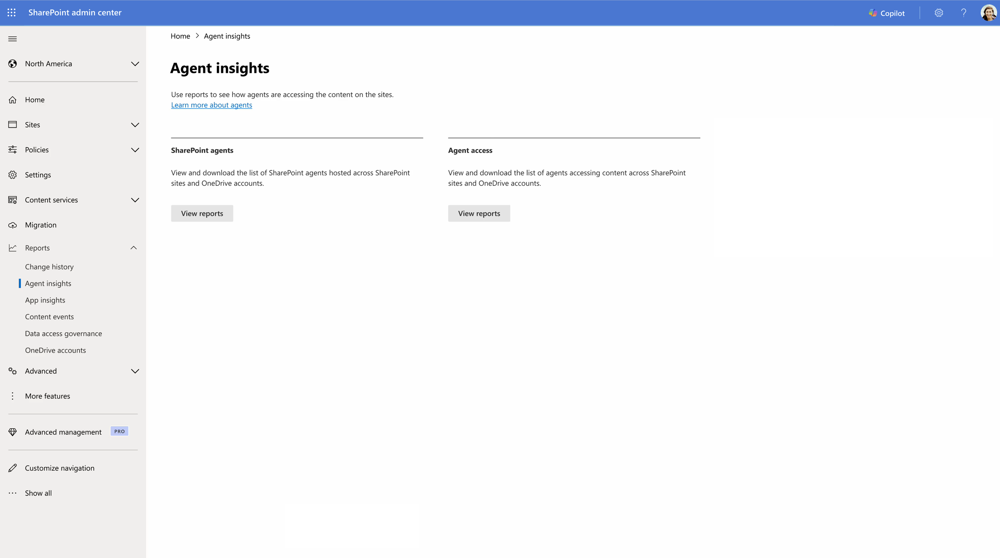 SharePoint admin center
Copilot
North America
Home
Sites
Policies
Settings
Content services
Migration
Reports
Change history
Agent insights
App insights
Content events
Data access governance
OneDrive accounts
Advanced
More features
Advanced management PRO
Customize navigation
Show all
Home > Agent insights
Agent insights
Use reports to see how agents are accessing the content on the sites.
Learn more about agents
SharePoint agents
View and download the list of SharePoint agents hosted across SharePoint
sites and OneDrive accounts.
View reports
Agent access
View and download the list of agents accessing content across SharePoint
sites and OneDrive accounts.
View reports